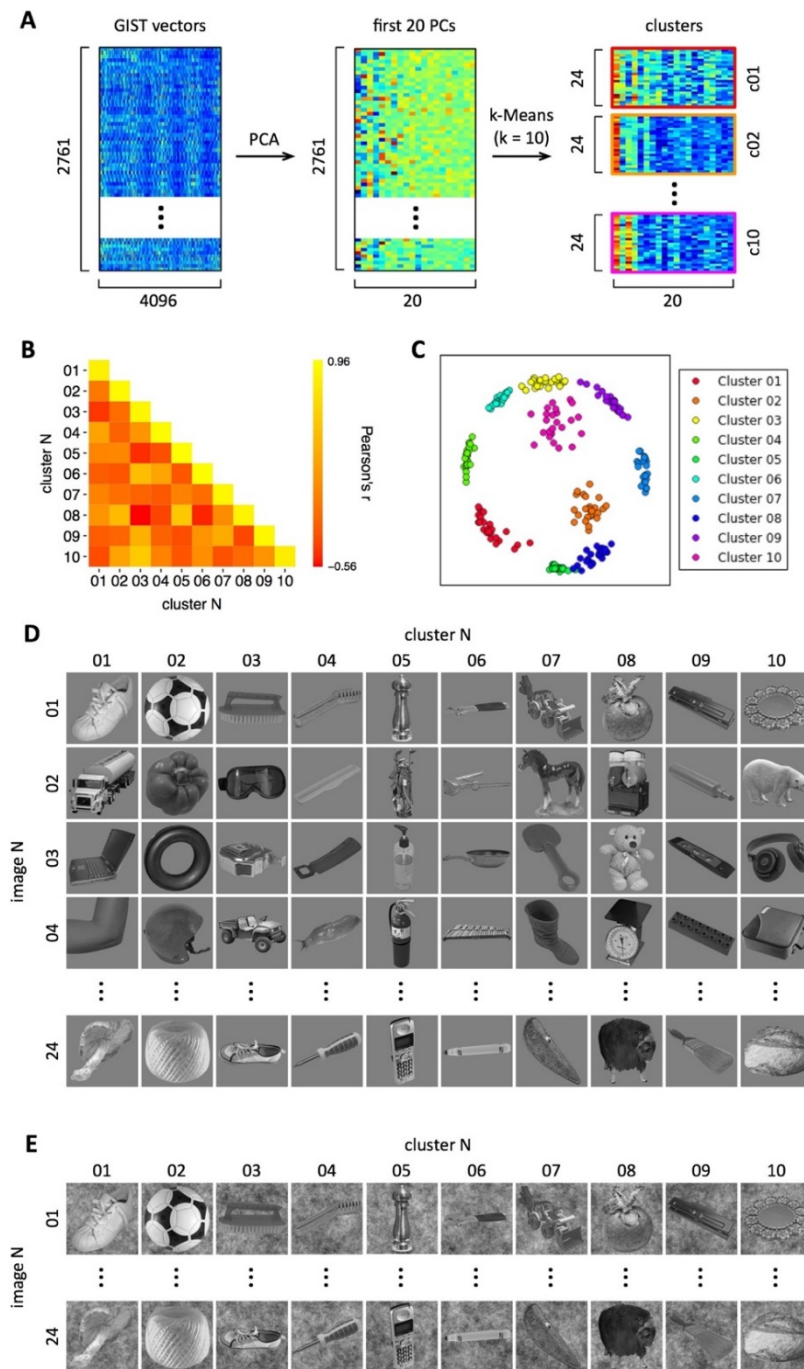 A
GIST vectors
first 20 PCs
clusters
2761
PCA
2761
k-Means
(k = 10)
24
c01
24
c02
24
c10
4096
20
20
B
01
02
03
04
05
06
07
08
09
10
cluster N
01 02 03 04 05 06 07 08 09 10
cluster N
0.96
Pearson's r
−0.56
C
Cluster 01
Cluster 02
Cluster 03
Cluster 04
Cluster 05
Cluster 06
Cluster 07
Cluster 08
Cluster 09
Cluster 10
D
cluster N
01 02 03 04 05 06 07 08 09 10
image N
01
02
03
04
24
E
cluster N
01 02 03 04 05 06 07 08 09 10
image N
01
24